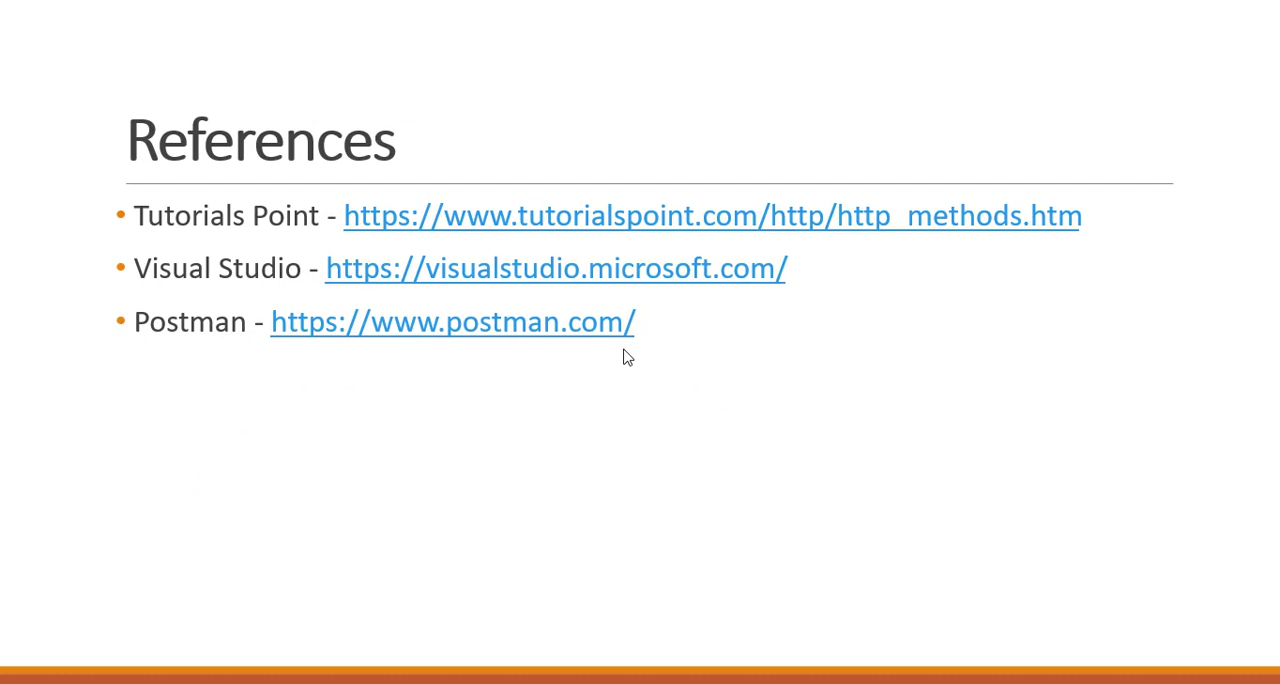 References
• Tutorials Point - https://www.tutorialspoint.com/http/http_methods.htm
• Visual Studio - https://visualstudio.microsoft.com/
• Postman - https://www.postman.com/